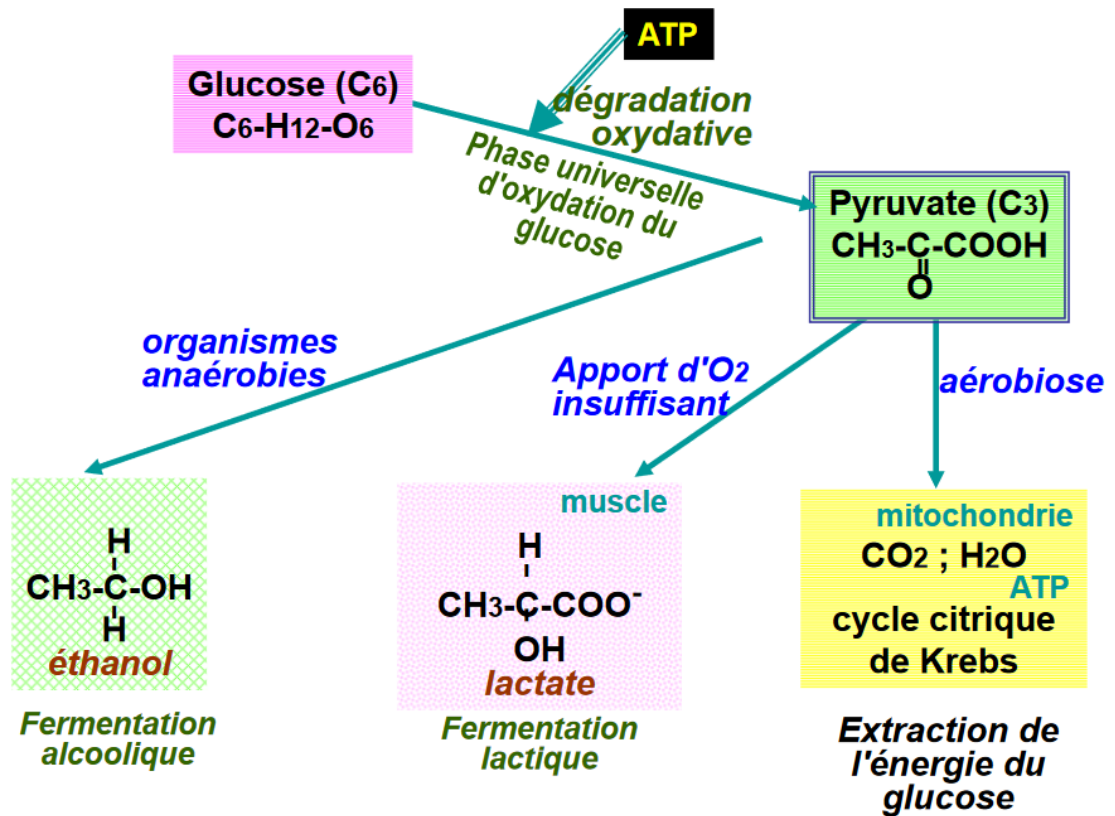 ATP
Glucose (C6)
C6-H12-O6
dégradation
oxydative
Phase universelle
d'oxydation du
glucose
Pyruvate (C3)
CH3-C-COOH
O
organismes
anaérobies
Apport d'O2
insuffisant
aérobiose
H
CH3-C-OH
H
éthanol
Fermentation
alcoolique
muscle
H
CH3-C-COO-
OH
lactate
Fermentation
lactique
mitochondrie
CO2 ; H2O
ATP
cycle citrique
de Krebs
Extraction de
l'énergie du
glucose